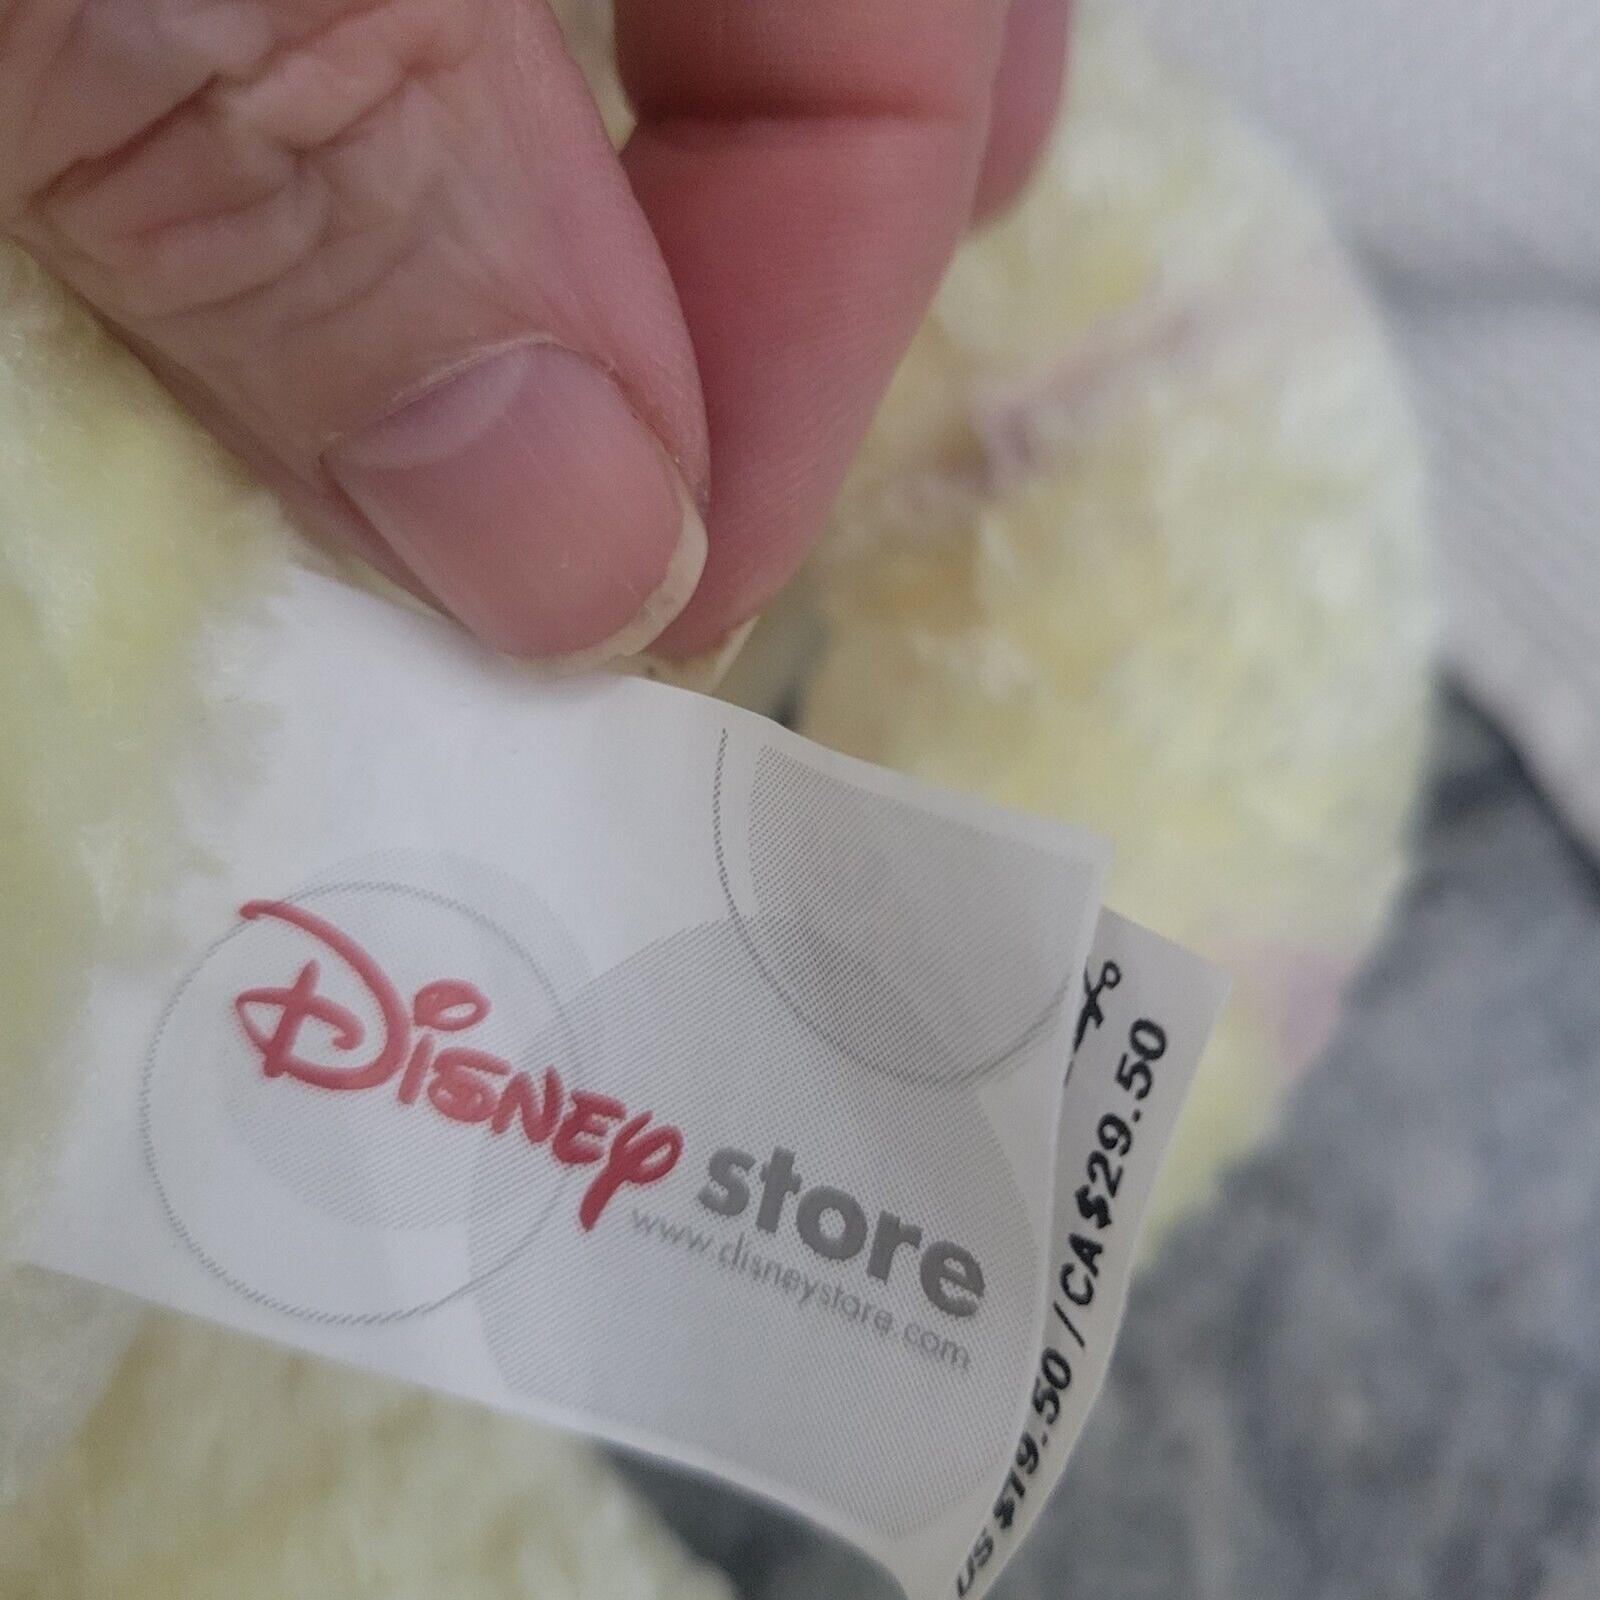 Disney store
www.disneystore.com
US $19.50 / CA $29.50